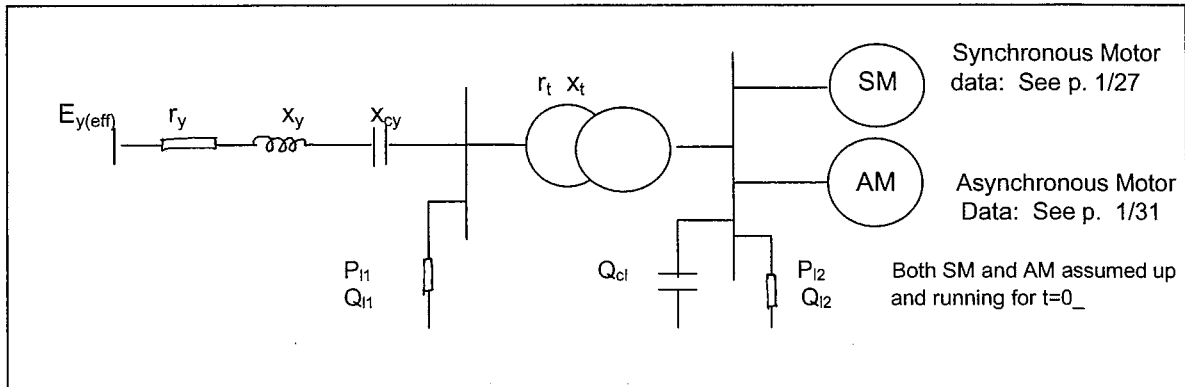 E_y(eff)
r_y
x_y
x_cy
r_t x_t
SM
Synchronous Motor
data: See p. 1/27
AM
Asynchronous Motor
Data: See p. 1/31
P_l1
Q_l1
Q_cl
P_l2
Q_l2
Both SM and AM assumed up
and running for t=0_